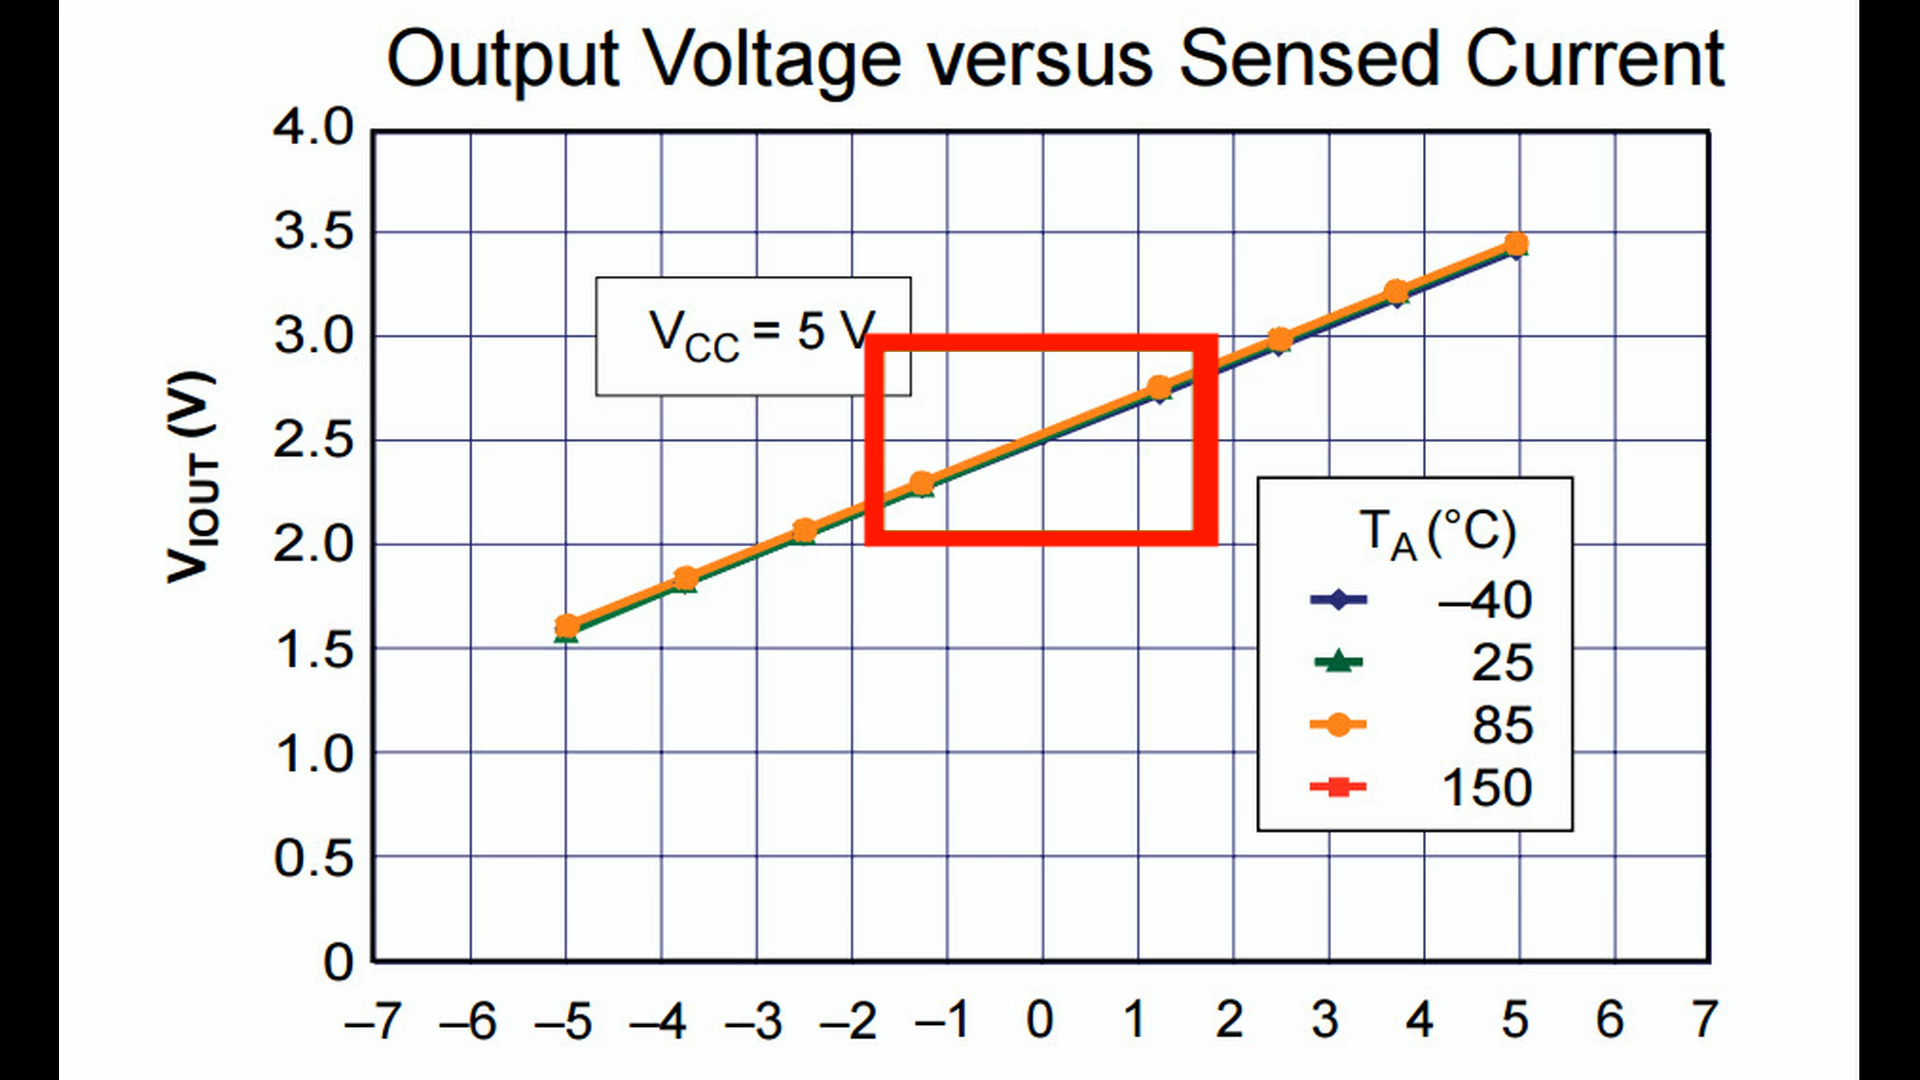 Output Voltage versus Sensed Current
4.0
3.5
3.0
2.5
2.0
1.5
1.0
0.5
0
VIOUT (V)
VCC = 5 V
TA (°C)
–40
25
85
150
–7 –6 –5 –4 –3 –2 –1 0 1 2 3 4 5 6 7